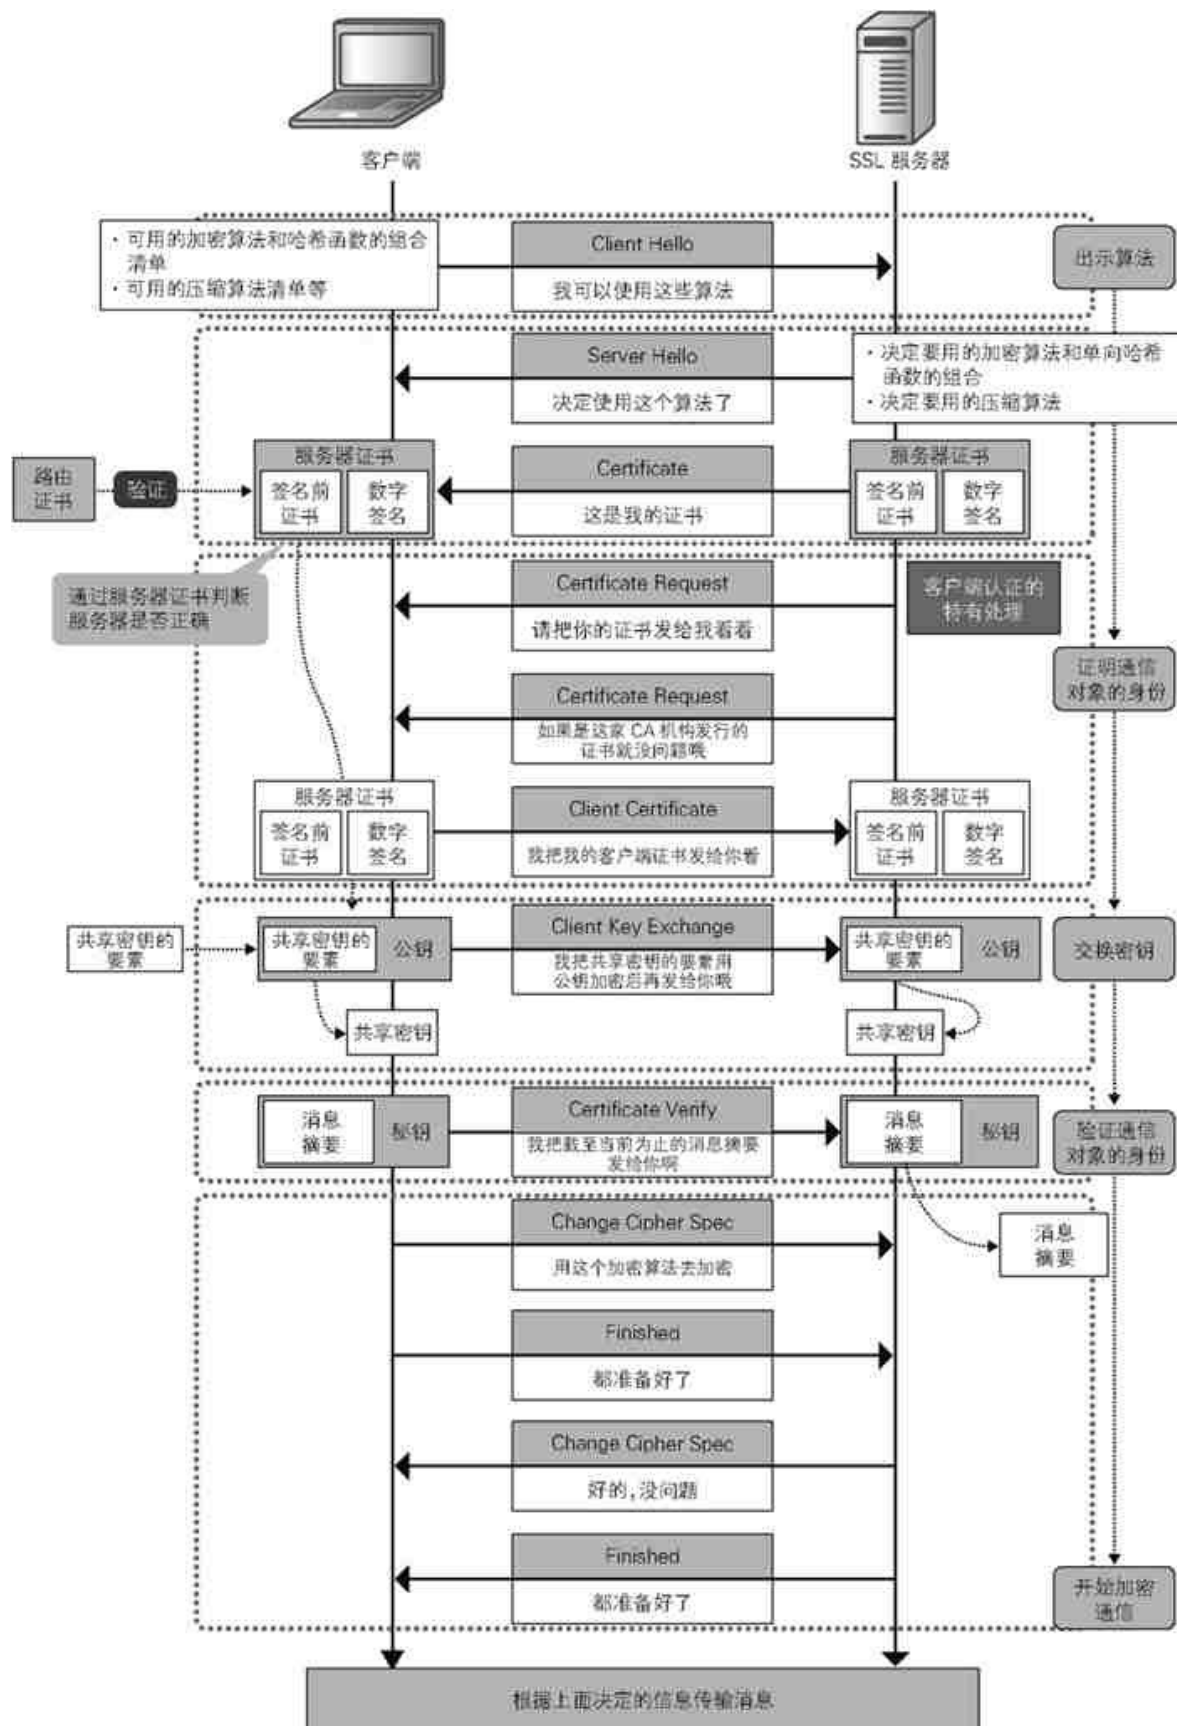 客户端
SSL 服务器
· 可用的加密算法和哈希函数的组合
清单
· 可用的压缩算法清单等
Client Hello
我可以使用这些算法
出示算法
Server Hello
决定使用这个算法了
· 决定要用的加密算法和单向哈希
函数的组合
· 决定要用的压缩算法
路由
证书
验证
服务器证书
签名前
证书
数字
签名
Certificate
这是我的证书
服务器证书
签名前
证书
数字
签名
通过服务器证书判断
服务器是否正确
Certificate Request
请把你的证书发给我看看
客户端认证的
特有处理
证明通信
对象的身份
Certificate Request
如果是这家 CA 机构发行的
证书就没问题哦
服务器证书
签名前
证书
数字
签名
Client Certificate
我把我的客户端证书发给你看
服务器证书
签名前
证书
数字
签名
共享密钥的
要素
共享密钥的
要素
公钥
Client Key Exchange
我把共享密钥的要素用
公钥加密后再发给你哦
共享密钥的
要素
公钥
交换密钥
共享密钥
共享密钥
消息
摘要
秘钥
Certificate Verify
我把截至当前为止的消息摘要
发给你啊
消息
摘要
秘钥
验证通信
对象的身份
Change Cipher Spec
用这个加密算法去加密
消息
摘要
Finished
都准备好了
Change Cipher Spec
好的，没问题
Finished
都准备好了
开始加密
通信
根据上面决定的信息传输消息